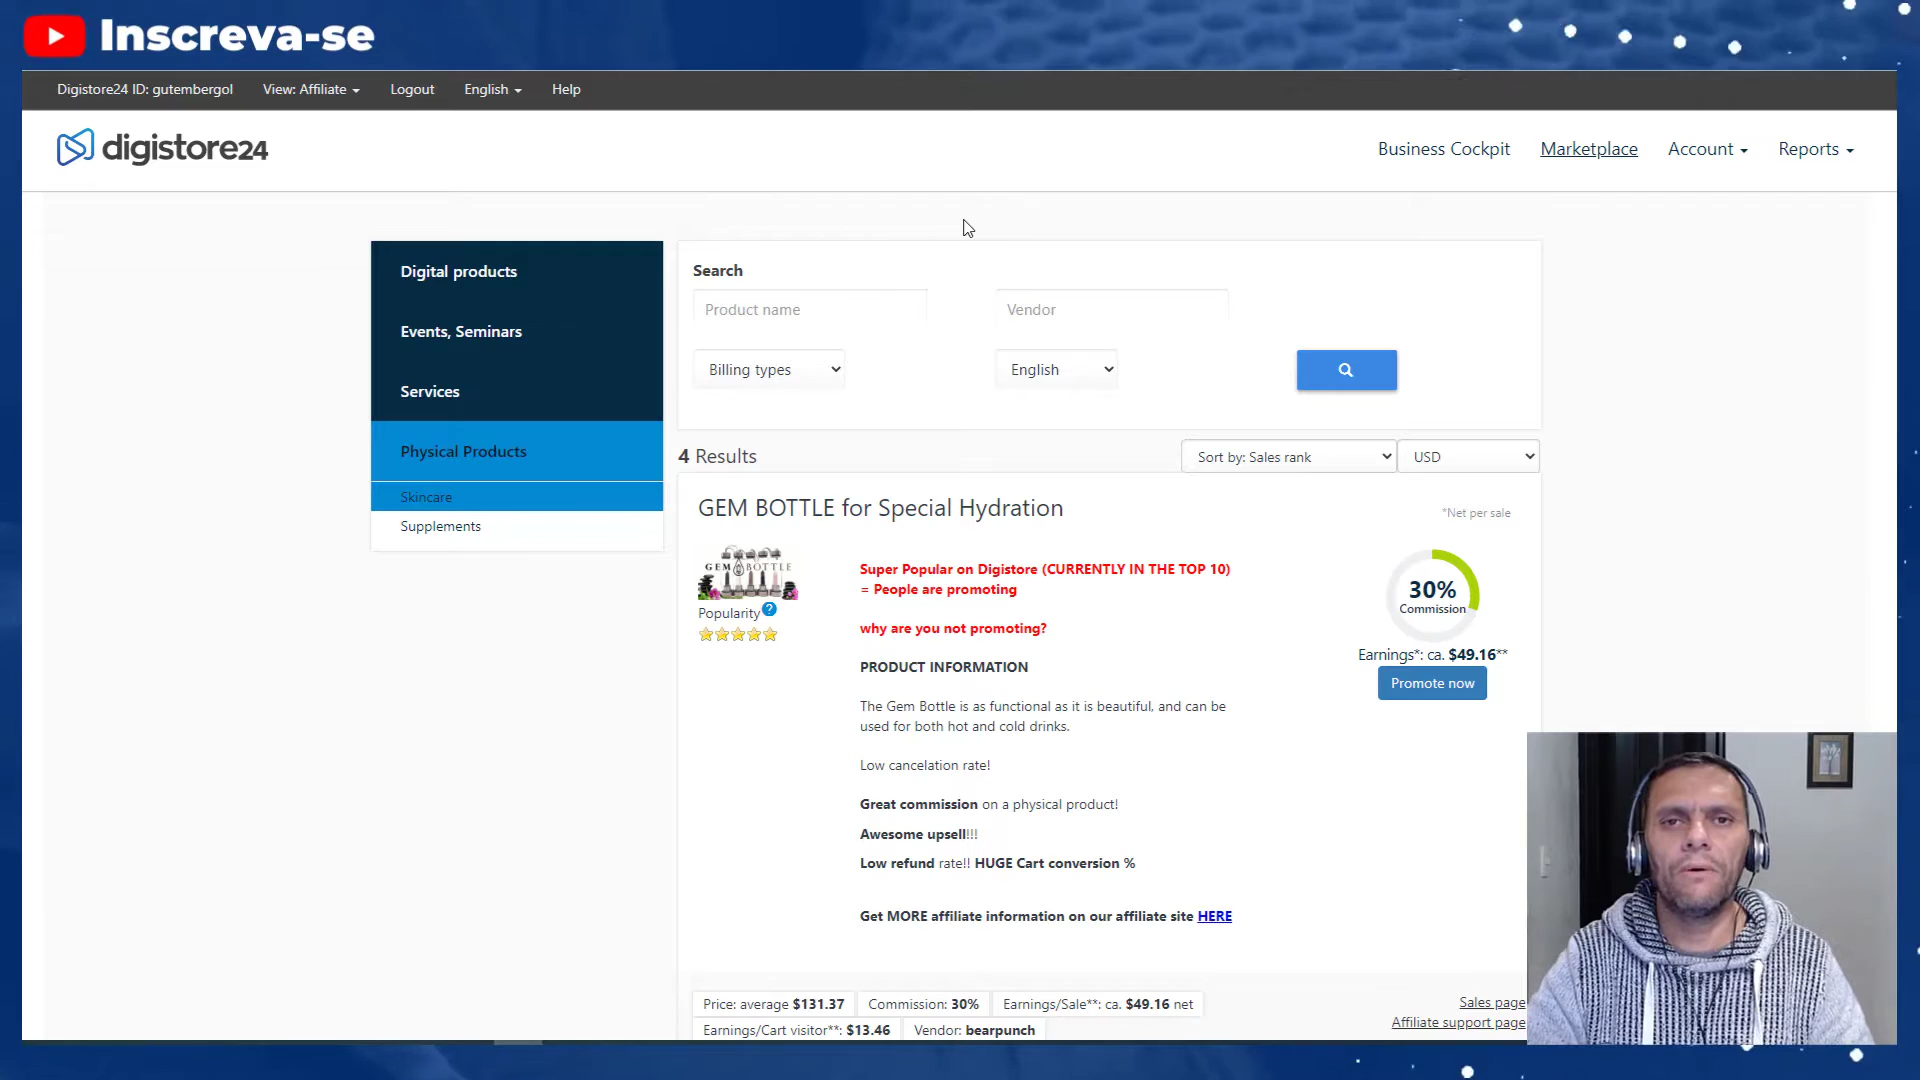 Inscreva-se
Digistore24 ID: gutembergol View: Affiliate Logout English Help
digistore24
Business Cockpit Marketplace Account Reports
Digital products
Events, Seminars
Services
Physical Products
Skincare
Supplements
Search
Product name Vendor
Billing types English
4 Results
Sort by: Sales rank USD
GEM BOTTLE for Special Hydration
*Net per sale
GEM BOTTLE
Popularity ?
Super Popular on Digistore (CURRENTLY IN THE TOP 10)
= People are promoting
why are you not promoting?
PRODUCT INFORMATION
The Gem Bottle is as functional as it is beautiful, and can be
used for both hot and cold drinks.
Low cancelation rate!
Great commission on a physical product!
Awesome upsell!!!
Low refund rate!! HUGE Cart conversion %
Get MORE affiliate information on our affiliate site HERE
30%
Commission
Earnings*: ca. $49.16**
Promote now
Price: average $131.37 Commission: 30% Earnings/Sale**: ca. $49.16 net
Earnings/Cart visitor**: $13.46 Vendor: bearpunch
Sales page
Affiliate support page